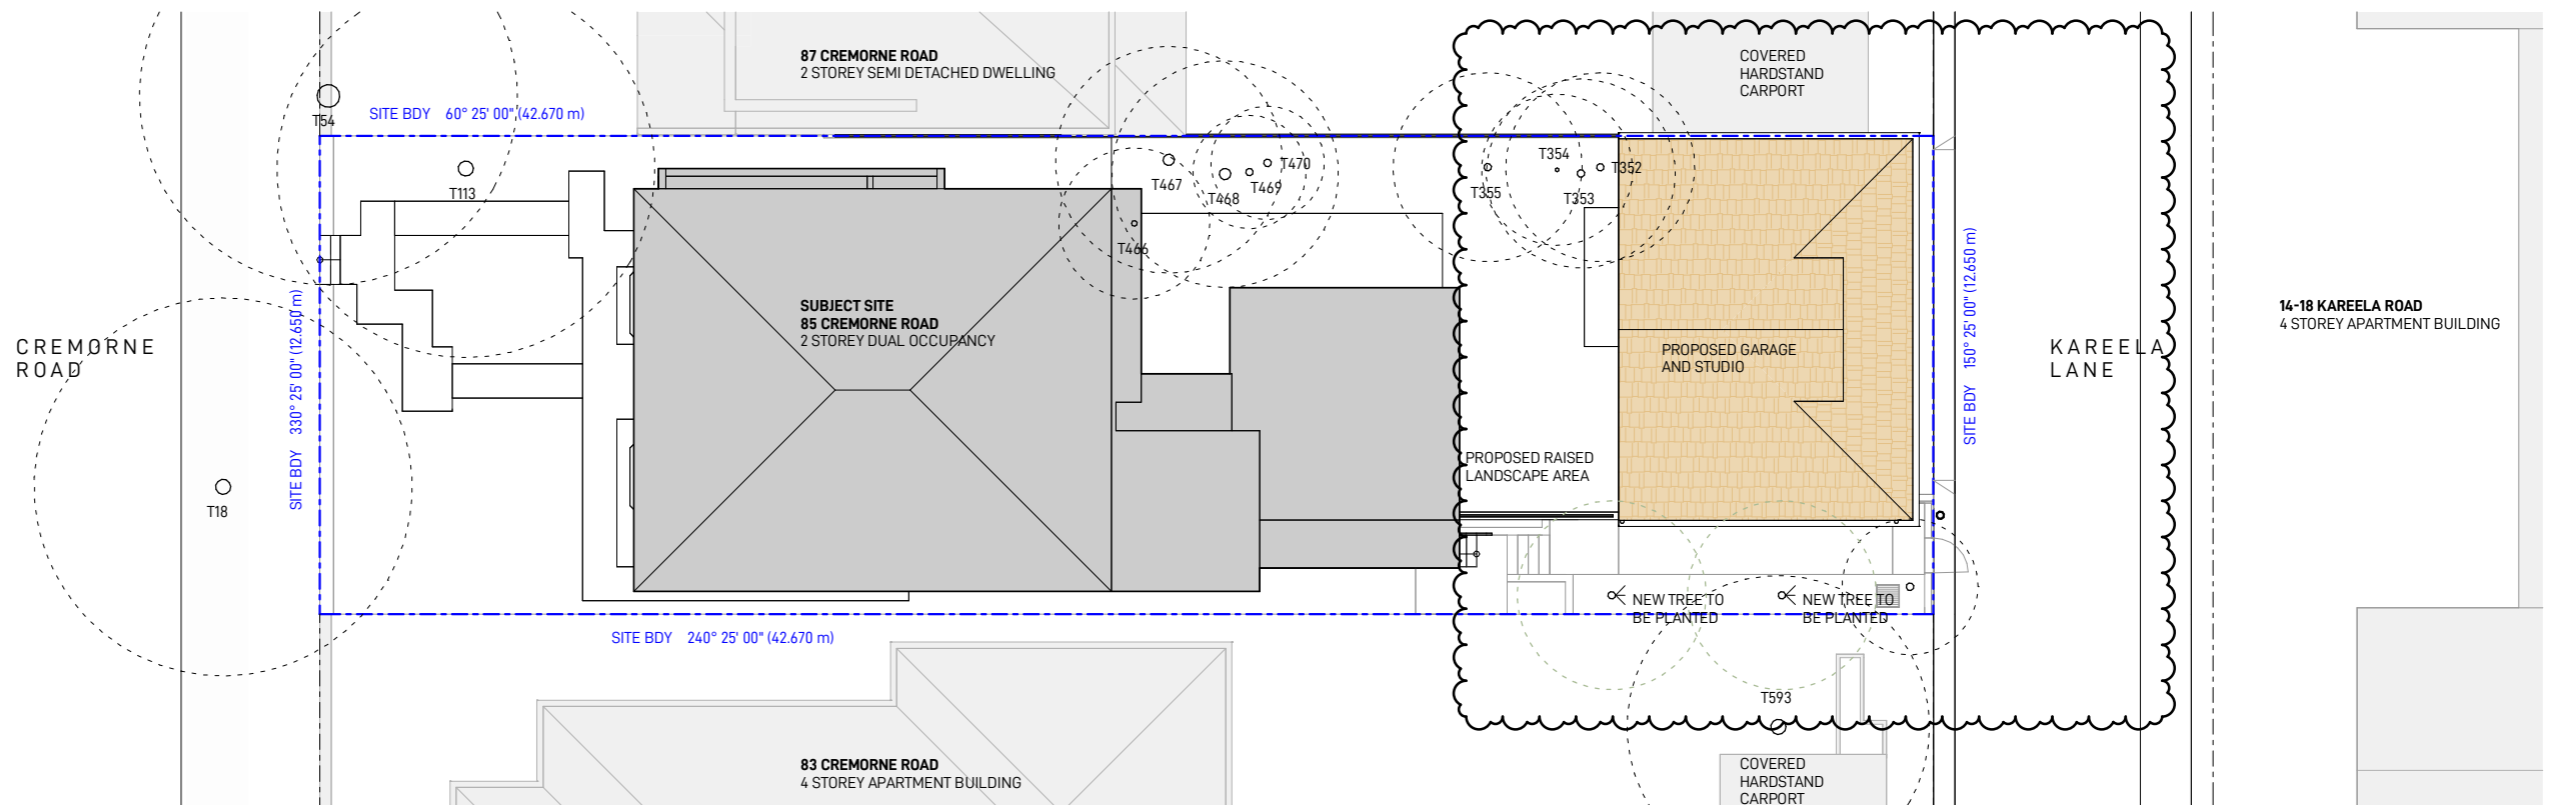 87 CREMORNE ROAD
2 STOREY SEMI DETACHED DWELLING
COVERED
HARDSTAND
CARPORT
SITE BDY 60° 25' 00" (42.670 m)
T54
T113
T467
T468
T469
T470
T466
T355
T354
T353
T352
SITE BDY 330° 25' 00" (12.650 m)
SITE BDY 150° 25' 00" (12.650 m)
CREMORNE
ROAD
SUBJECT SITE
85 CREMORNE ROAD
2 STOREY DUAL OCCUPANCY
PROPOSED GARAGE
AND STUDIO
KAREELA
LANE
14-18 KAREELA ROAD
4 STOREY APARTMENT BUILDING
PROPOSED RAISED
LANDSCAPE AREA
T18
NEW TREE TO
BE PLANTED
NEW TREE TO
BE PLANTED
SITE BDY 240° 25' 00" (42.670 m)
T593
83 CREMORNE ROAD
4 STOREY APARTMENT BUILDING
COVERED
HARDSTAND
CARPORT